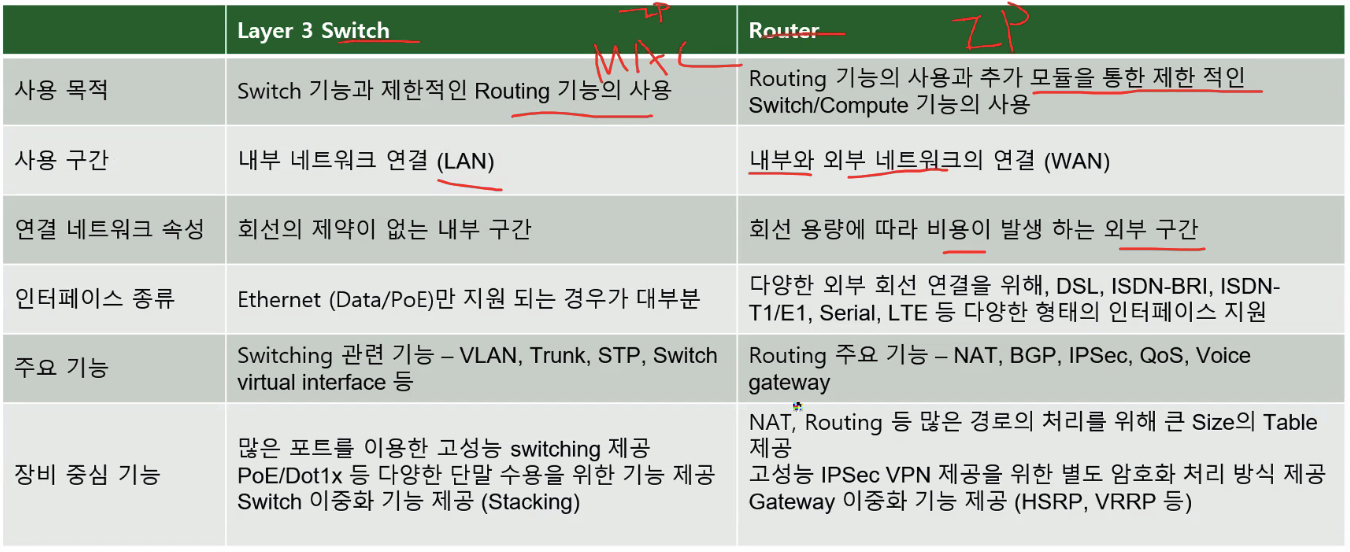 Layer 3 Switch
Router
IP
IP
MAC
사용 목적
Switch 기능과 제한적인 Routing 기능의 사용
Routing 기능의 사용과 추가 모듈을 통한 제한 적인
Switch/Compute 기능의 사용
사용 구간
내부 네트워크 연결 (LAN)
내부와 외부 네트워크의 연결 (WAN)
연결 네트워크 속성
회선의 제약이 없는 내부 구간
회선 용량에 따라 비용이 발생 하는 외부 구간
인터페이스 종류
Ethernet (Data/PoE)만 지원 되는 경우가 대부분
다양한 외부 회선 연결을 위해, DSL, ISDN-BRI, ISDN-
T1/E1, Serial, LTE 등 다양한 형태의 인터페이스 지원
주요 기능
Switching 관련 기능 – VLAN, Trunk, STP, Switch
virtual interface 등
Routing 주요 기능 – NAT, BGP, IPSec, QoS, Voice
gateway
장비 중심 기능
많은 포트를 이용한 고성능 switching 제공
PoE/Dot1x 등 다양한 단말 수용을 위한 기능 제공
Switch 이중화 기능 제공 (Stacking)
NAT, Routing 등 많은 경로의 처리를 위해 큰 Size의 Table
제공
고성능 IPSec VPN 제공을 위한 별도 암호화 처리 방식 제공
Gateway 이중화 기능 제공 (HSRP, VRRP 등)